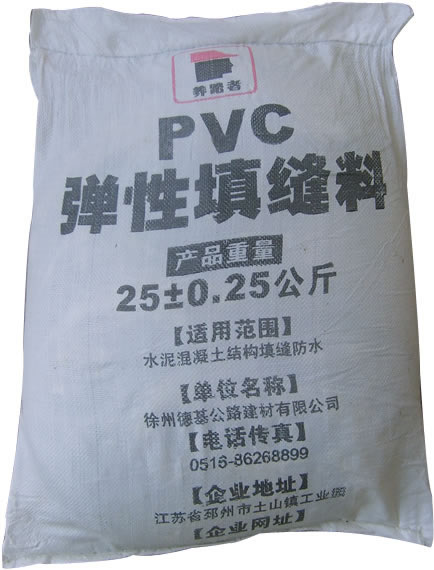 养路者
PVC
弹性填缝料
产品重量
25±0.25公斤
【适用范围】
水泥混凝土结构填缝防水
【单位名称】
徐州德基公路建材有限公司
【电话传真】
0516-86268899
【企业地址】
江苏省邳州市土山镇工业园
【企业网址】